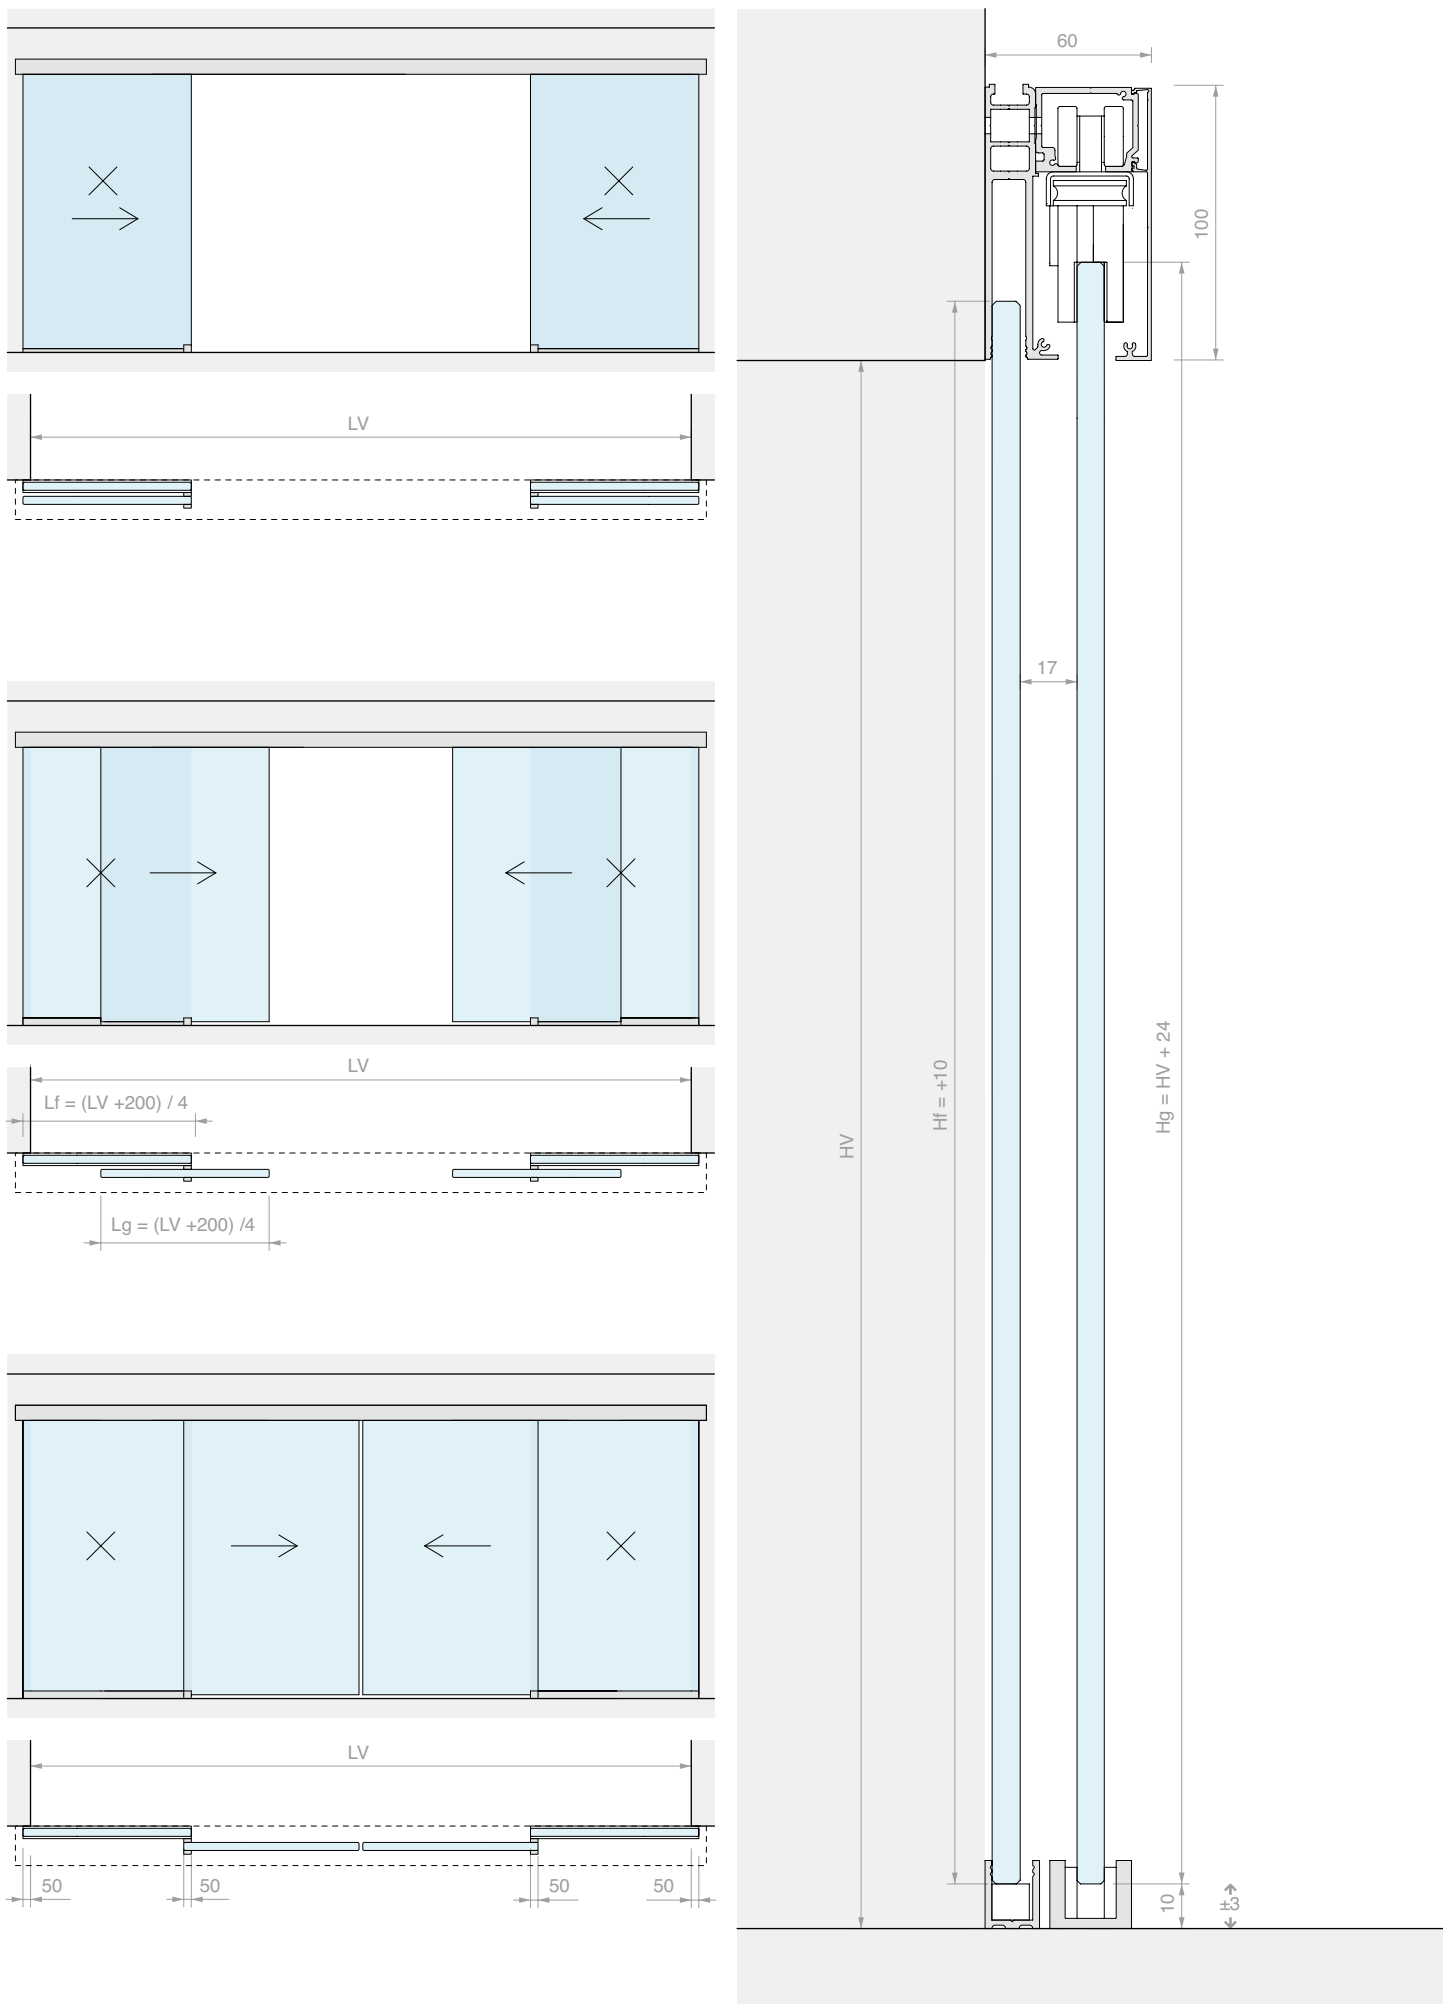 LV
LV
Lf = (LV +200) / 4
Lg = (LV +200) /4
LV
50
50
50
50
60
100
17
HV
Hf = +10
Hg = HV + 24
10
±3